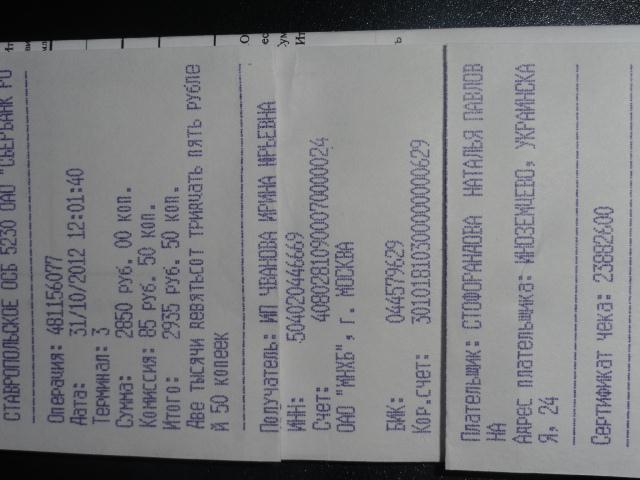 СТАВРОПОЛЬСКОЕ ОСБ 5230 ОАО "СБЕРБАНК РО
Операция: 481156077
Дата: 31/10/2012 12:01:40
Терминал: 3
Сумма: 2850 руб. 00 коп.
Комиссия: 85 руб. 50 коп.
Итого: 2935 руб. 50 коп.
Две тысячи девятьсот тридцать пять рубле
й 50 копеек
Получатель: ИП ЧВАНОВА ИРИНА ЮРЬЕВНА
ИНН: 504020446669
Счет: 40802810900070000024
ОАО "МНХБ", г. МОСКВА
БИК: 044579629
Кор.счет: 30101810300000000629
Плательщик: СТОФОРАНДОВА НАТАЛЬЯ ПАВЛОВ
НА
Адрес плательщика: ИНОЗЕМЦЕВО, УКРАИНСКА
Я, 24
Сертификат чека: 23882600